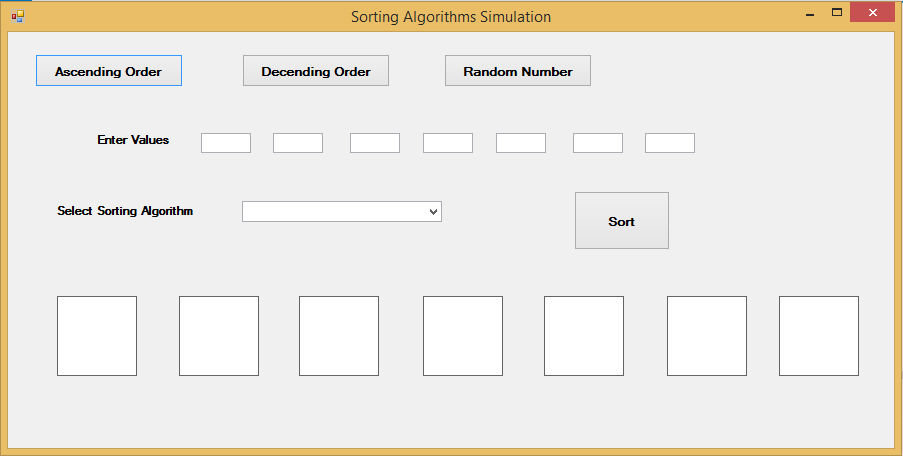 Sorting Algorithms Simulation
Ascending Order
Decending Order
Random Number
Enter Values
Select Sorting Algorithm
Sort